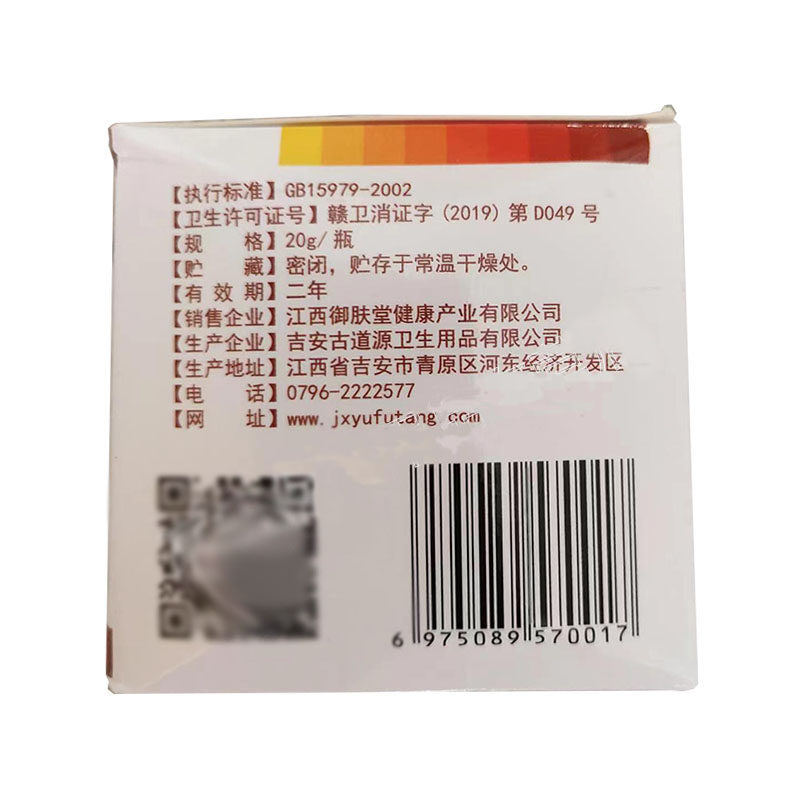 【执行标准】GB15979-2002
【卫生许可证号】赣卫消证字(2019)第D049号
【规 格】20g/瓶
【贮 藏】密闭，贮存于常温干燥处。
【有效期】二年
【销售企业】江西御肤堂健康产业有限公司
【生产企业】吉安古道源卫生用品有限公司
【生产地址】江西省吉安市青原区河东经济开发区
【电 话】0796-2222577
【网 址】www.jxyufutang com
6 975089 570017